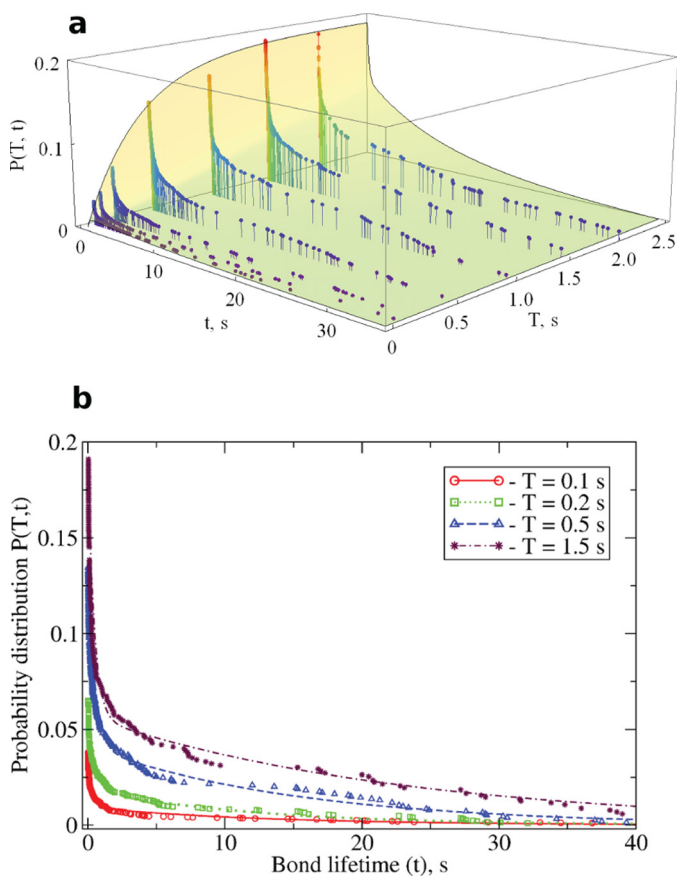 a
0.2
0.1
0
P(T, t)
0
10
20
30
t, s
0
0.5
1.0
1.5
2.0
2.5
T, s
b
0.2
0.15
0.1
0.05
0
Probability distribution P(T,t)
- T = 0.1 s
- T = 0.2 s
- T = 0.5 s
- T = 1.5 s
0
10
20
30
40
Bond lifetime (t), s